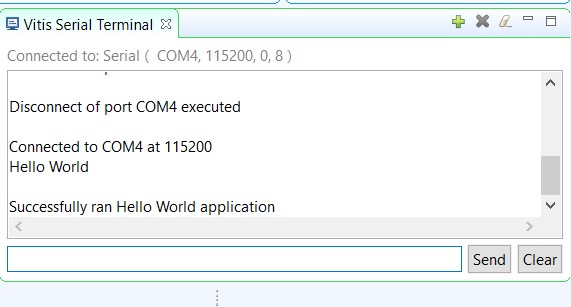 Vitis Serial Terminal
Connected to: Serial ( COM4, 115200, 0, 8 )
Disconnect of port COM4 executed
Connected to COM4 at 115200
Hello World
Successfully ran Hello World application
Send Clear